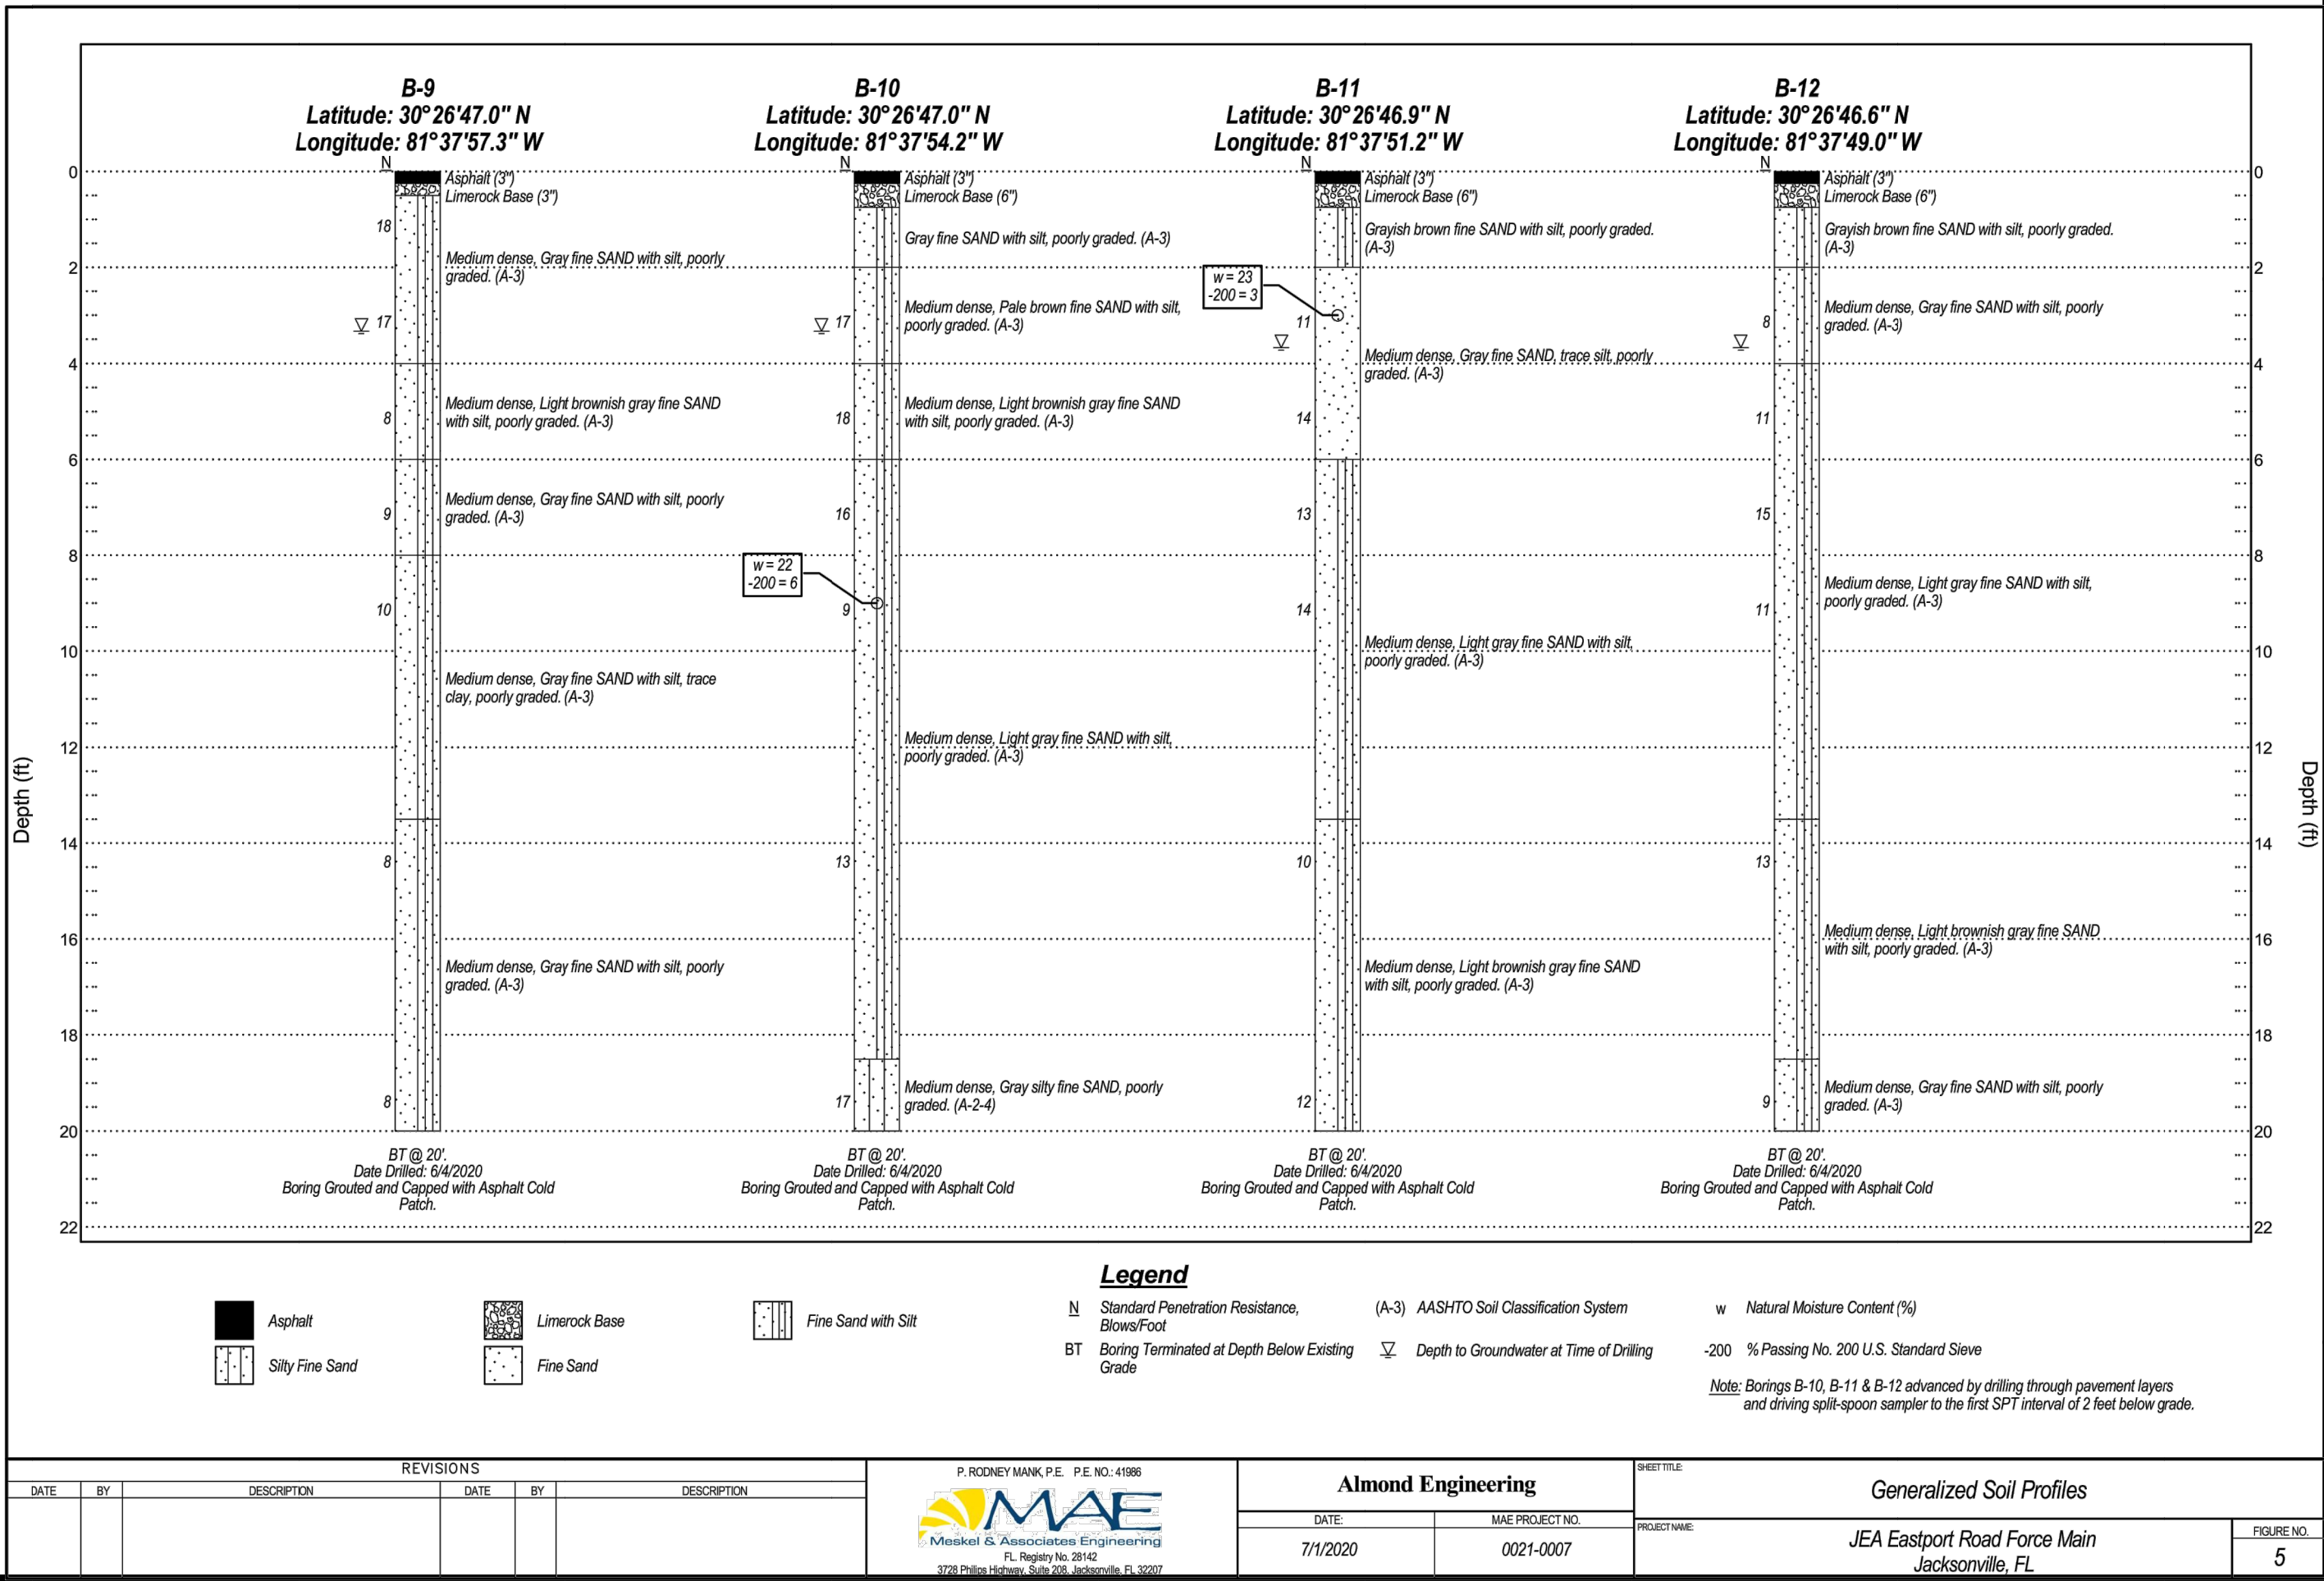 B-9
Latitude: 30°26'47.0" N
Longitude: 81°37'57.3" W
B-10
Latitude: 30°26'47.0" N
Longitude: 81°37'54.2" W
B-11
Latitude: 30°26'46.9" N
Longitude: 81°37'51.2" W
B-12
Latitude: 30°26'46.6" N
Longitude: 81°37'49.0" W
Depth (ft)
0
2
4
6
8
10
12
14
16
18
20
22
N
18
17
8
9
10
8
8
Asphalt (3")
Limerock Base (3")
Medium dense, Gray fine SAND with silt, poorly
graded. (A-3)
Medium dense, Light brownish gray fine SAND
with silt, poorly graded. (A-3)
Medium dense, Gray fine SAND with silt, poorly
graded. (A-3)
Medium dense, Gray fine SAND with silt, trace
clay, poorly graded. (A-3)
Medium dense, Gray fine SAND with silt, poorly
graded. (A-3)
BT @ 20'.
Date Drilled: 6/4/2020
Boring Grouted and Capped with Asphalt Cold
Patch.
N
17
18
16
9
13
17
w = 22
-200 = 6
Asphalt (3")
Limerock Base (6")
Gray fine SAND with silt, poorly graded. (A-3)
Medium dense, Pale brown fine SAND with silt,
poorly graded. (A-3)
Medium dense, Light brownish gray fine SAND
with silt, poorly graded. (A-3)
Medium dense, Light gray fine SAND with silt,
poorly graded. (A-3)
Medium dense, Gray silty fine SAND, poorly
graded. (A-2-4)
BT @ 20'.
Date Drilled: 6/4/2020
Boring Grouted and Capped with Asphalt Cold
Patch.
N
w = 23
-200 = 3
11
14
13
14
10
12
Asphalt (3")
Limerock Base (6")
Grayish brown fine SAND with silt, poorly graded.
(A-3)
Medium dense, Gray fine SAND, trace silt, poorly
graded. (A-3)
Medium dense, Light gray fine SAND with silt,
poorly graded. (A-3)
Medium dense, Light brownish gray fine SAND
with silt, poorly graded. (A-3)
BT @ 20'.
Date Drilled: 6/4/2020
Boring Grouted and Capped with Asphalt Cold
Patch.
N
8
11
15
11
13
9
Asphalt (3")
Limerock Base (6")
Grayish brown fine SAND with silt, poorly graded.
(A-3)
Medium dense, Gray fine SAND with silt, poorly
graded. (A-3)
Medium dense, Light gray fine SAND with silt,
poorly graded. (A-3)
Medium dense, Light brownish gray fine SAND
with silt, poorly graded. (A-3)
Medium dense, Gray fine SAND with silt, poorly
graded. (A-3)
BT @ 20'.
Date Drilled: 6/4/2020
Boring Grouted and Capped with Asphalt Cold
Patch.
0
2
4
6
8
10
12
14
16
18
20
22
Depth (ft)
Legend
Asphalt
Limerock Base
Fine Sand with Silt
Silty Fine Sand
Fine Sand
N Standard Penetration Resistance,
Blows/Foot
(A-3) AASHTO Soil Classification System
w Natural Moisture Content (%)
BT Boring Terminated at Depth Below Existing
Grade
Depth to Groundwater at Time of Drilling
-200 % Passing No. 200 U.S. Standard Sieve
Note: Borings B-10, B-11 & B-12 advanced by drilling through pavement layers
and driving split-spoon sampler to the first SPT interval of 2 feet below grade.
REVISIONS
DATE BY DESCRIPTION DATE BY DESCRIPTION
P. RODNEY MANK, P.E. P.E. NO.: 41986
MAE
Meskel & Associates Engineering
FL. Registry No. 28142
3728 Philips Highway, Suite 208, Jacksonville, FL 32207
Almond Engineering
DATE:
7/1/2020
MAE PROJECT NO.
0021-0007
SHEET TITLE:
Generalized Soil Profiles
PROJECT NAME:
JEA Eastport Road Force Main
Jacksonville, FL
FIGURE NO.
5